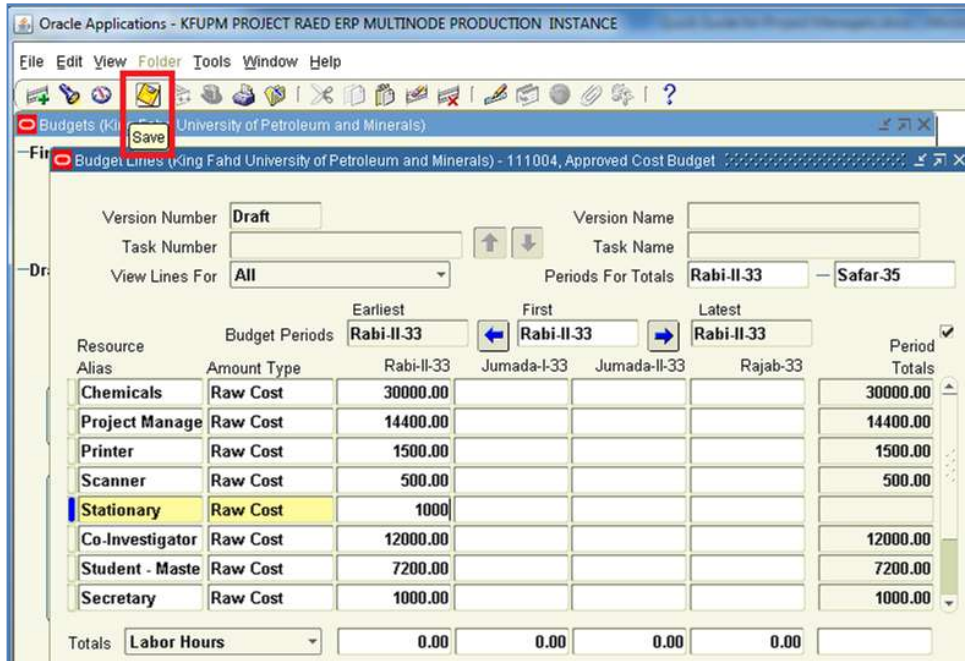 Oracle Applications - KFUPM PROJECT RAED ERP MULTINODE PRODUCTION INSTANCE
File Edit View Folder Tools Window Help
Budgets (Ki University of Petroleum and Minerals)
Save
Fir
Budget Lines (King Fahd University of Petroleum and Minerals) - 111004, Approved Cost Budget
Version Number Draft Version Name
Task Number Task Name
Dr
View Lines For All Periods For Totals Rabi-II-33 — Safar-35
Earliest First Latest
Budget Periods Rabi-II-33 Rabi-II-33 Rabi-II-33
Resource Period
Alias Amount Type Rabi-II-33 Jumada-I-33 Jumada-II-33 Rajab-33 Totals
Chemicals Raw Cost 30000.00 30000.00
Project Manage Raw Cost 14400.00 14400.00
Printer Raw Cost 1500.00 1500.00
Scanner Raw Cost 500.00 500.00
Stationary Raw Cost 1000
Co-Investigator Raw Cost 12000.00 12000.00
Student - Maste Raw Cost 7200.00 7200.00
Secretary Raw Cost 1000.00 1000.00
Totals Labor Hours 0.00 0.00 0.00 0.00